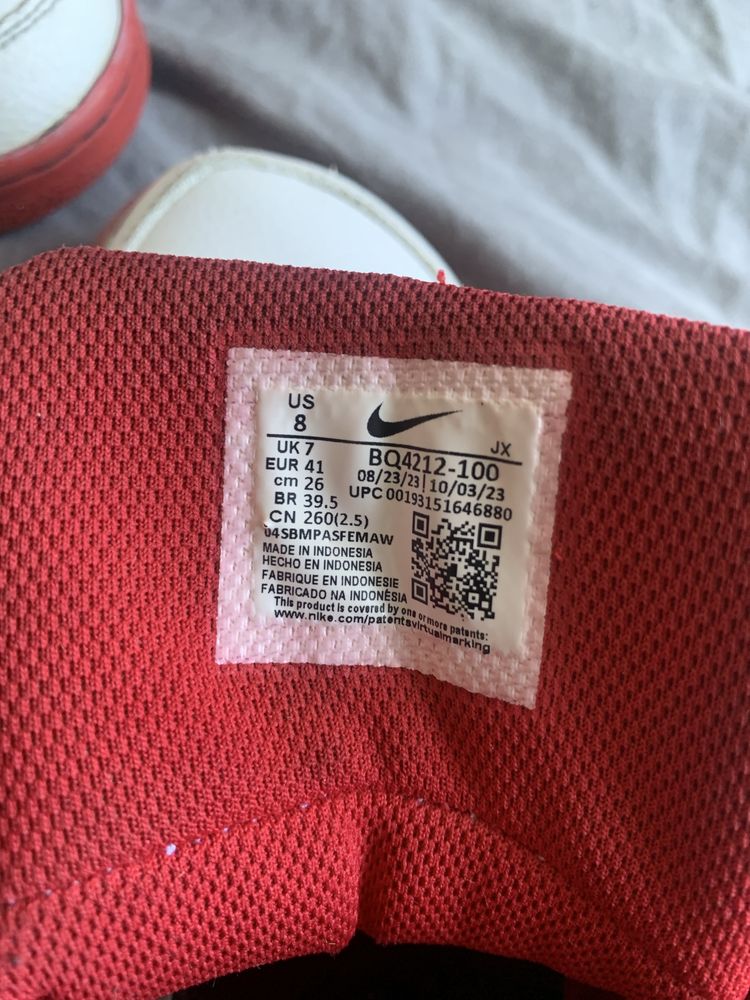 US
8
UK 7
JX
EUR 41
BQ4212-100
cm 26
08/23/23 | 10/03/23
BR 39.5
UPC 00193151646880
CN 260(2.5)
04SBMPASFEMAW
MADE IN INDONESIA
HECHO EN INDONESIA
FABRIQUE EN INDONESIE
FABRICADO NA INDONÉSIA
This product is covered by one or more patents:
www.nike.com/patentsvirtualmarking